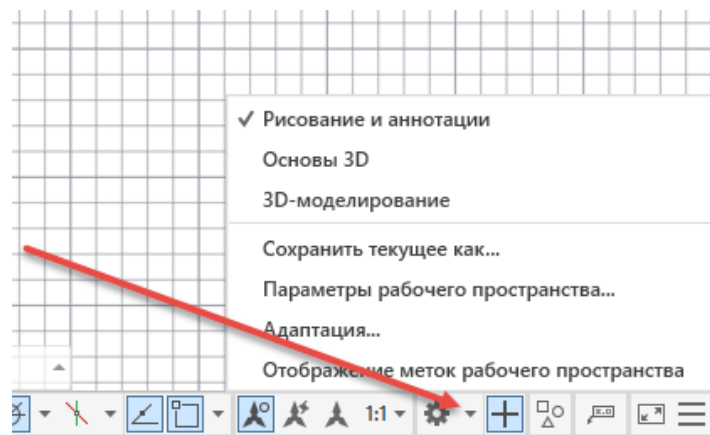 Рисование и аннотации
Основы 3D
3D-моделирование
Сохранить текущее как...
Параметры рабочего пространства...
Адаптация...
Отображение меток рабочего пространства
1:1